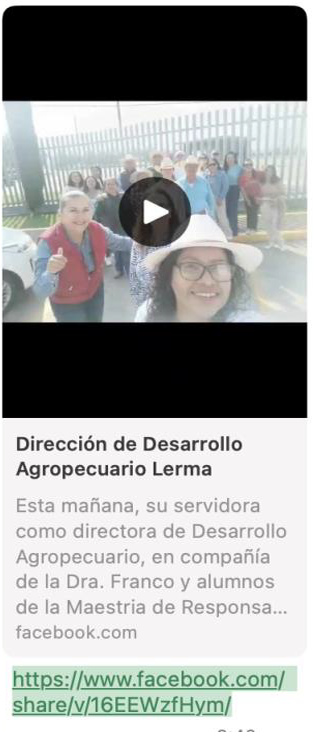 Dirección de Desarrollo
Agropecuario Lerma
Esta mañana, su servidora
como directora de Desarrollo
Agropecuario, en compañía
de la Dra. Franco y alumnos
de la Maestria de Responsa...
facebook.com
https://www.facebook.com/
share/v/16EEWzfHym/